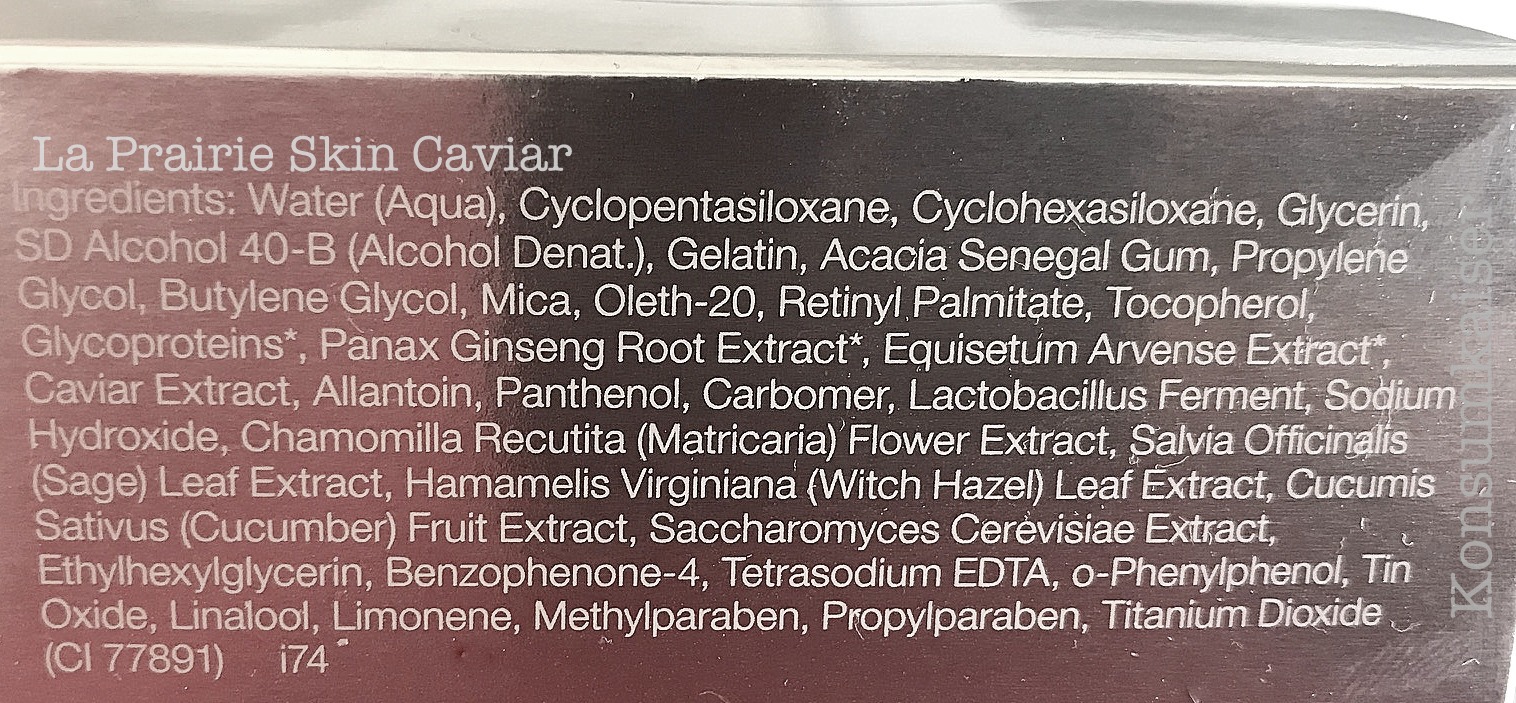 La Prairie Skin Caviar
Ingredients: Water (Aqua), Cyclopentasiloxane, Cyclohexasiloxane, Glycerin,
SD Alcohol 40-B (Alcohol Denat.), Gelatin, Acacia Senegal Gum, Propylene
Glycol, Butylene Glycol, Mica, Oleth-20, Retinyl Palmitate, Tocopherol,
Glycoproteins*, Panax Ginseng Root Extract*, Equisetum Arvense Extract*,
Caviar Extract, Allantoin, Panthenol, Carbomer, Lactobacillus Ferment, Sodium
Hydroxide, Chamomilla Recutita (Matricaria) Flower Extract, Salvia Officinalis
(Sage) Leaf Extract, Hamamelis Virginiana (Witch Hazel) Leaf Extract, Cucumis
Sativus (Cucumber) Fruit Extract, Saccharomyces Cerevisiae Extract,
Ethylhexylglycerin, Benzophenone-4, Tetrasodium EDTA, o-Phenylphenol, Tin
Oxide, Linalool, Limonene, Methylparaben, Propylparaben, Titanium Dioxide
(CI 77891) i74
Konsumkaiser